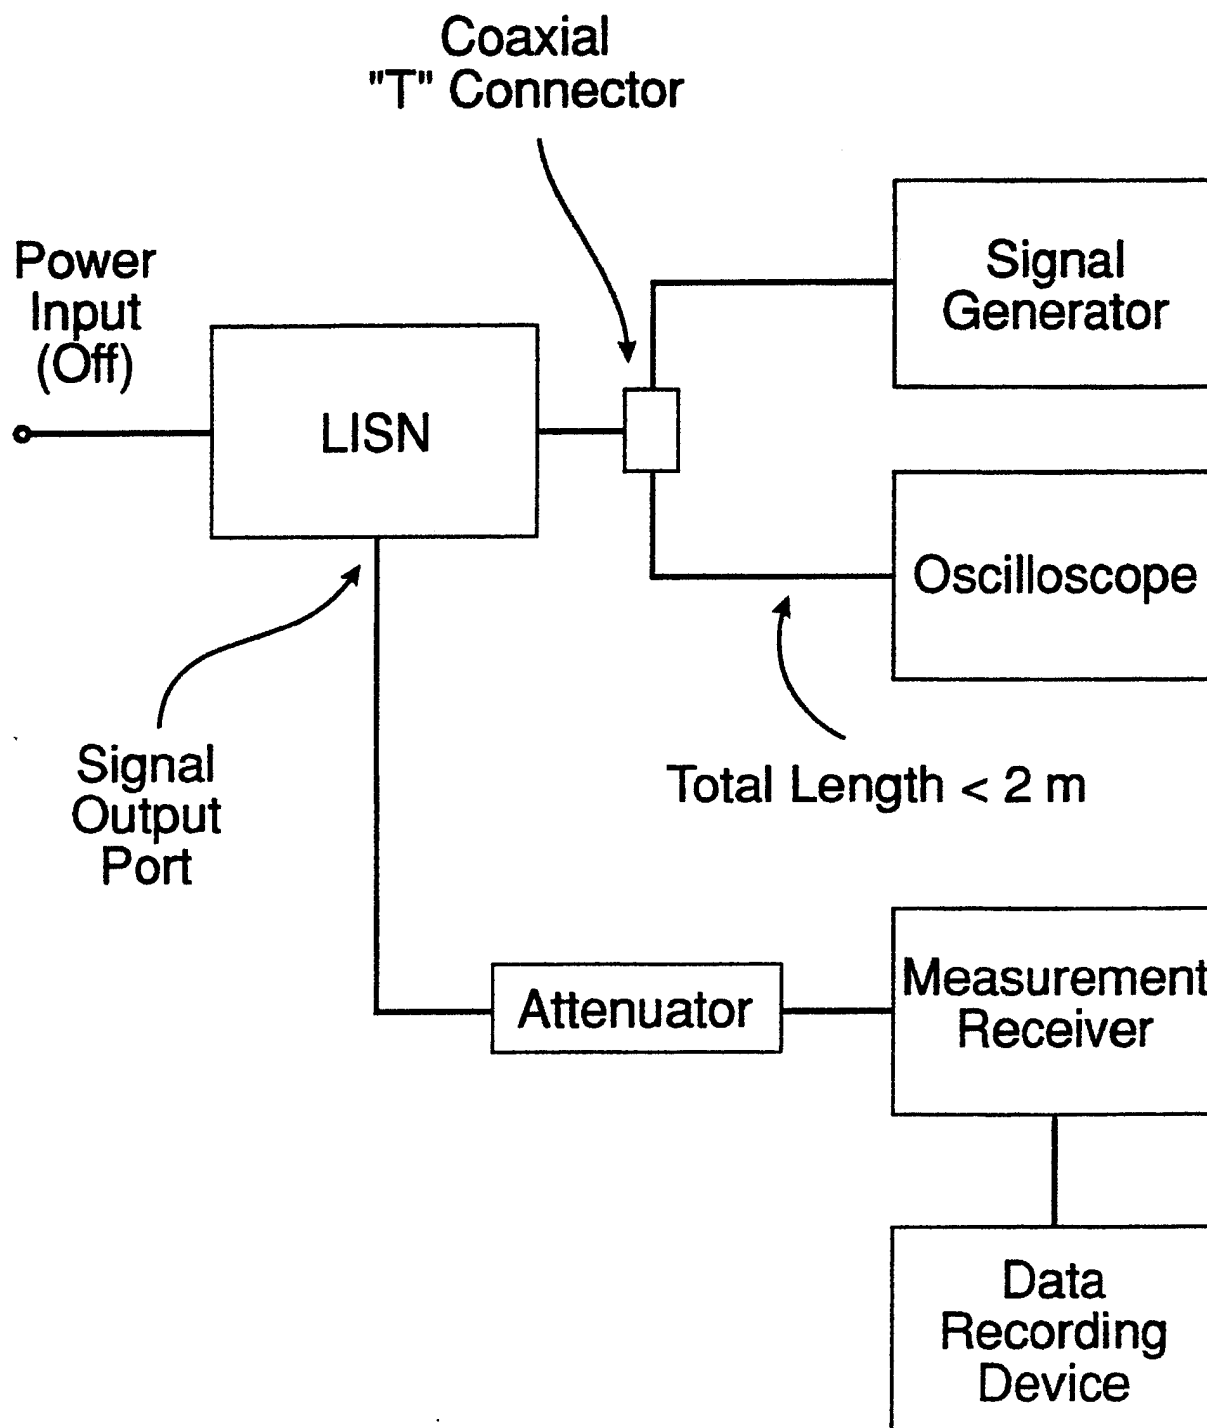 Coaxial
"T" Connector
Signal
Generator
Power
Input
(Off)
LISN
Oscilloscope
Signal
Output
Port
Total Length < 2 m
Attenuator
Measurement
Receiver
Data
Recording
Device